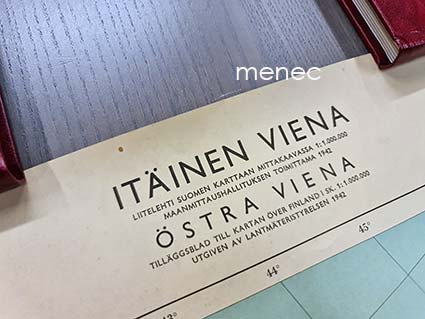 menec
ITÄINEN VIENA
LIITELEHTI SUOMEN KARTTAAN MITTAKAAVASSA 1:1.000.000
MAANMITTAUSHALLITUKSEN TOIMITTAMA 1942
ÖSTRA VIENA
TILLÄGGSBLAD TILL KARTAN ÖVER FINLAND I SK. 1:1.000.000
UTGIVEN AV LANTMÄTERISTYRELSEN 1942
43° 44° 45°